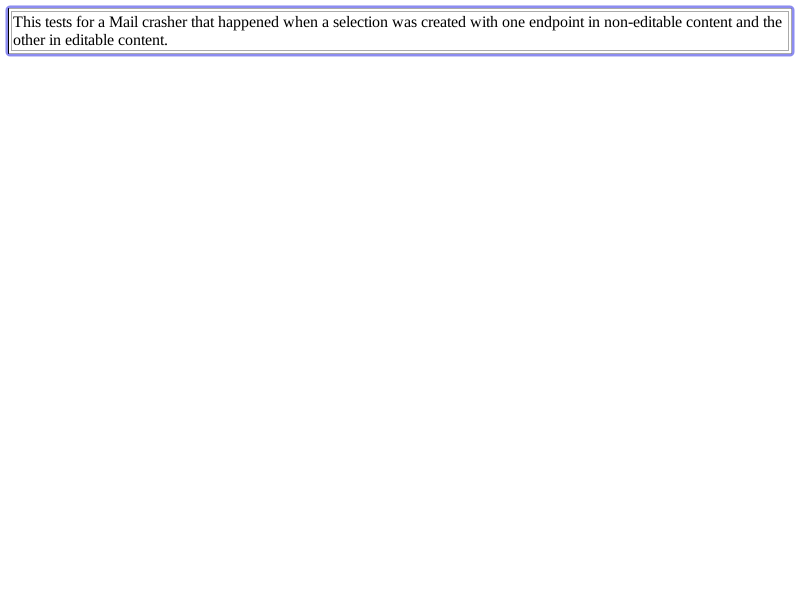 This tests for a Mail crasher that happened when a selection was created with one endpoint in non-editable content and the
other in editable content.